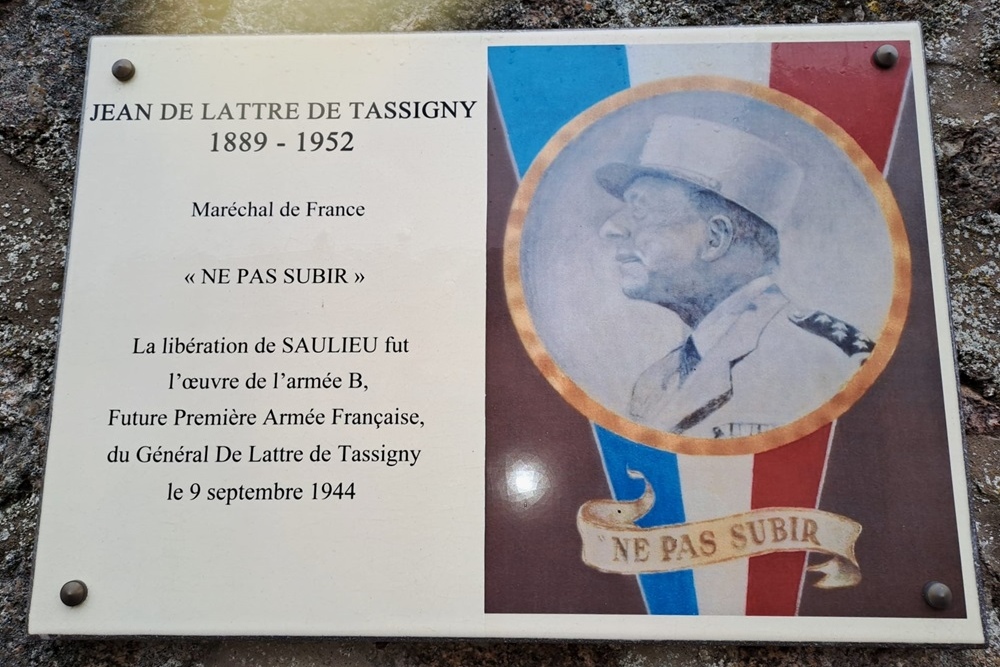 JEAN DE LATTRE DE TASSIGNY
1889 - 1952
Maréchal de France
« NE PAS SUBIR »
La libération de SAULIEU fut
l’œuvre de l’armée B,
Future Première Armée Française,
du Général De Lattre de Tassigny
le 9 septembre 1944
"NE PAS SUBIR